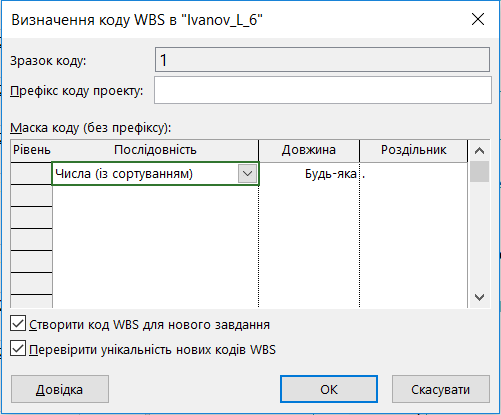 Визначення коду WBS в "Ivanov_L_6"
Зразок коду: 1
Префікс коду проекту:
Маска коду (без префіксу):
Рівень Послідовність Довжина Роздільник
Числа (із сортуванням) Будь-яка .
Створити код WBS для нового завдання
Перевірити унікальність нових кодів WBS
Довідка ОК Скасувати